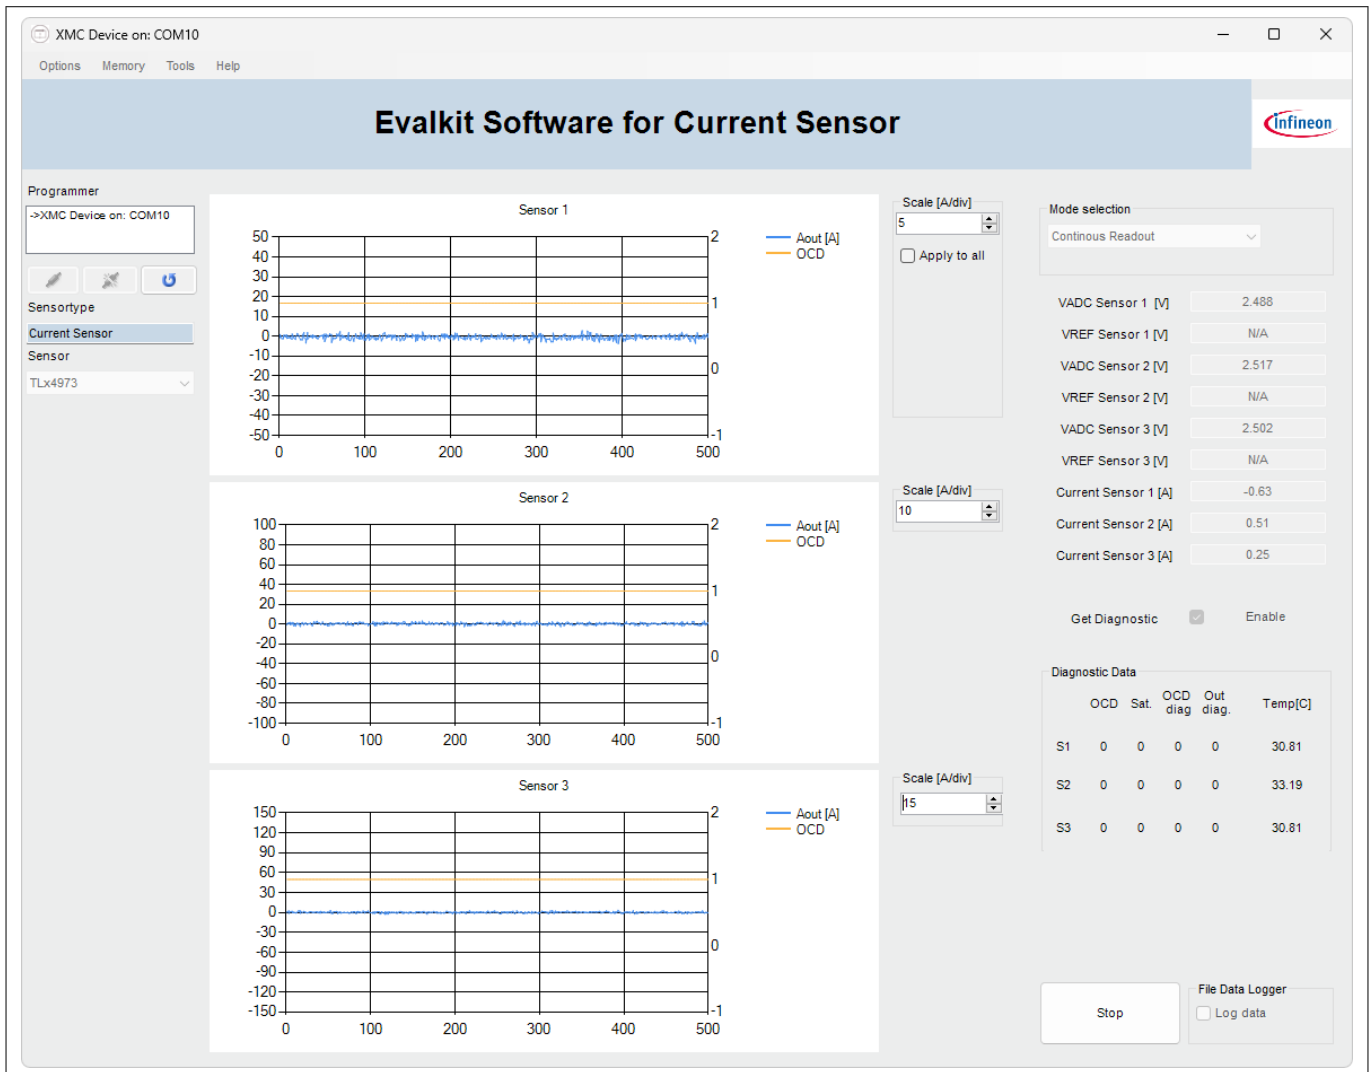 XMC Device on: COM10
Options Memory Tools Help
Evalkit Software for Current Sensor
infineon
Programmer
->XMC Device on: COM10
Sensortype
Current Sensor
Sensor
TLx4973
Sensor 1
50
40
30
20
10
0
-10
-20
-30
-40
-50
2
1
0
-1
0 100 200 300 400 500
Aout [A]
OCD
Scale [A/div]
5
Apply to all
Sensor 2
100
80
60
40
20
0
-20
-40
-60
-80
-100
2
1
0
-1
0 100 200 300 400 500
Aout [A]
OCD
Scale [A/div]
10
Sensor 3
150
120
90
60
30
0
-30
-60
-90
-120
-150
2
1
0
-1
0 100 200 300 400 500
Aout [A]
OCD
Scale [A/div]
15
Mode selection
Continous Readout
VADC Sensor 1 [V] 2.488
VREF Sensor 1 [V] N/A
VADC Sensor 2 [V] 2.517
VREF Sensor 2 [V] N/A
VADC Sensor 3 [V] 2.502
VREF Sensor 3 [V] N/A
Current Sensor 1 [A] -0.63
Current Sensor 2 [A] 0.51
Current Sensor 3 [A] 0.25
Get Diagnostic Enable
Diagnostic Data
OCD Sat. OCD diag Out diag. Temp[C]
S1 0 0 0 0 30.81
S2 0 0 0 0 33.19
S3 0 0 0 0 30.81
Stop
File Data Logger
Log data